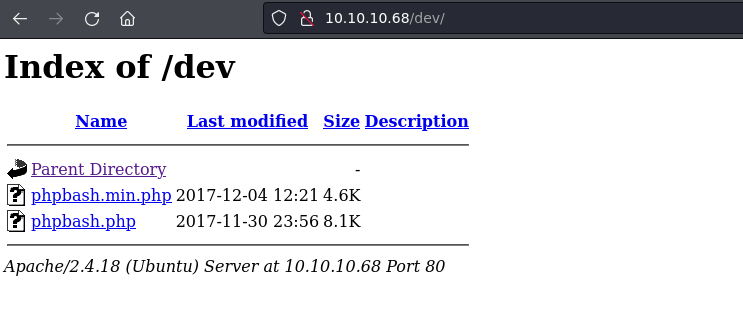 10.10.10.68/dev/
Index of /dev
Name Last modified Size Description
Parent Directory -
phpbash.min.php 2017-12-04 12:21 4.6K
phpbash.php 2017-11-30 23:56 8.1K
Apache/2.4.18 (Ubuntu) Server at 10.10.10.68 Port 80